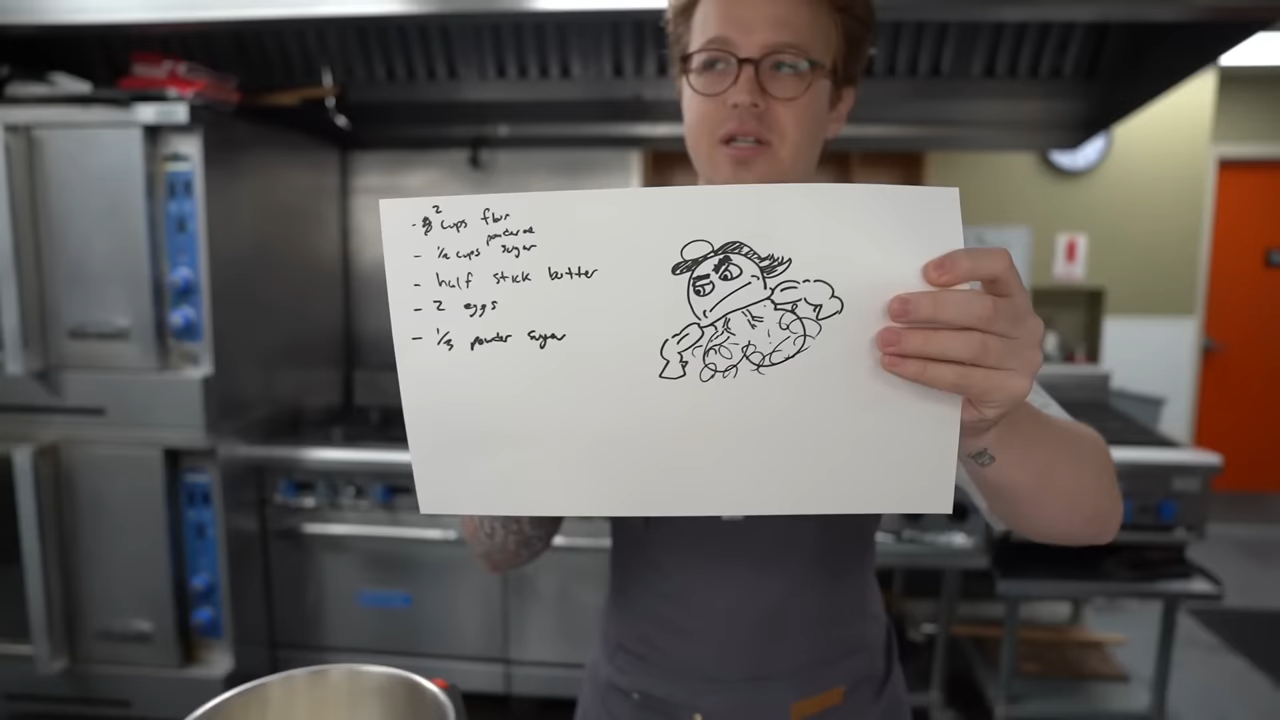 - 2 cups flour
powdered
- 1/2 cups sugar
- half stick butter
- 2 eggs
- 1/3 powder sugar